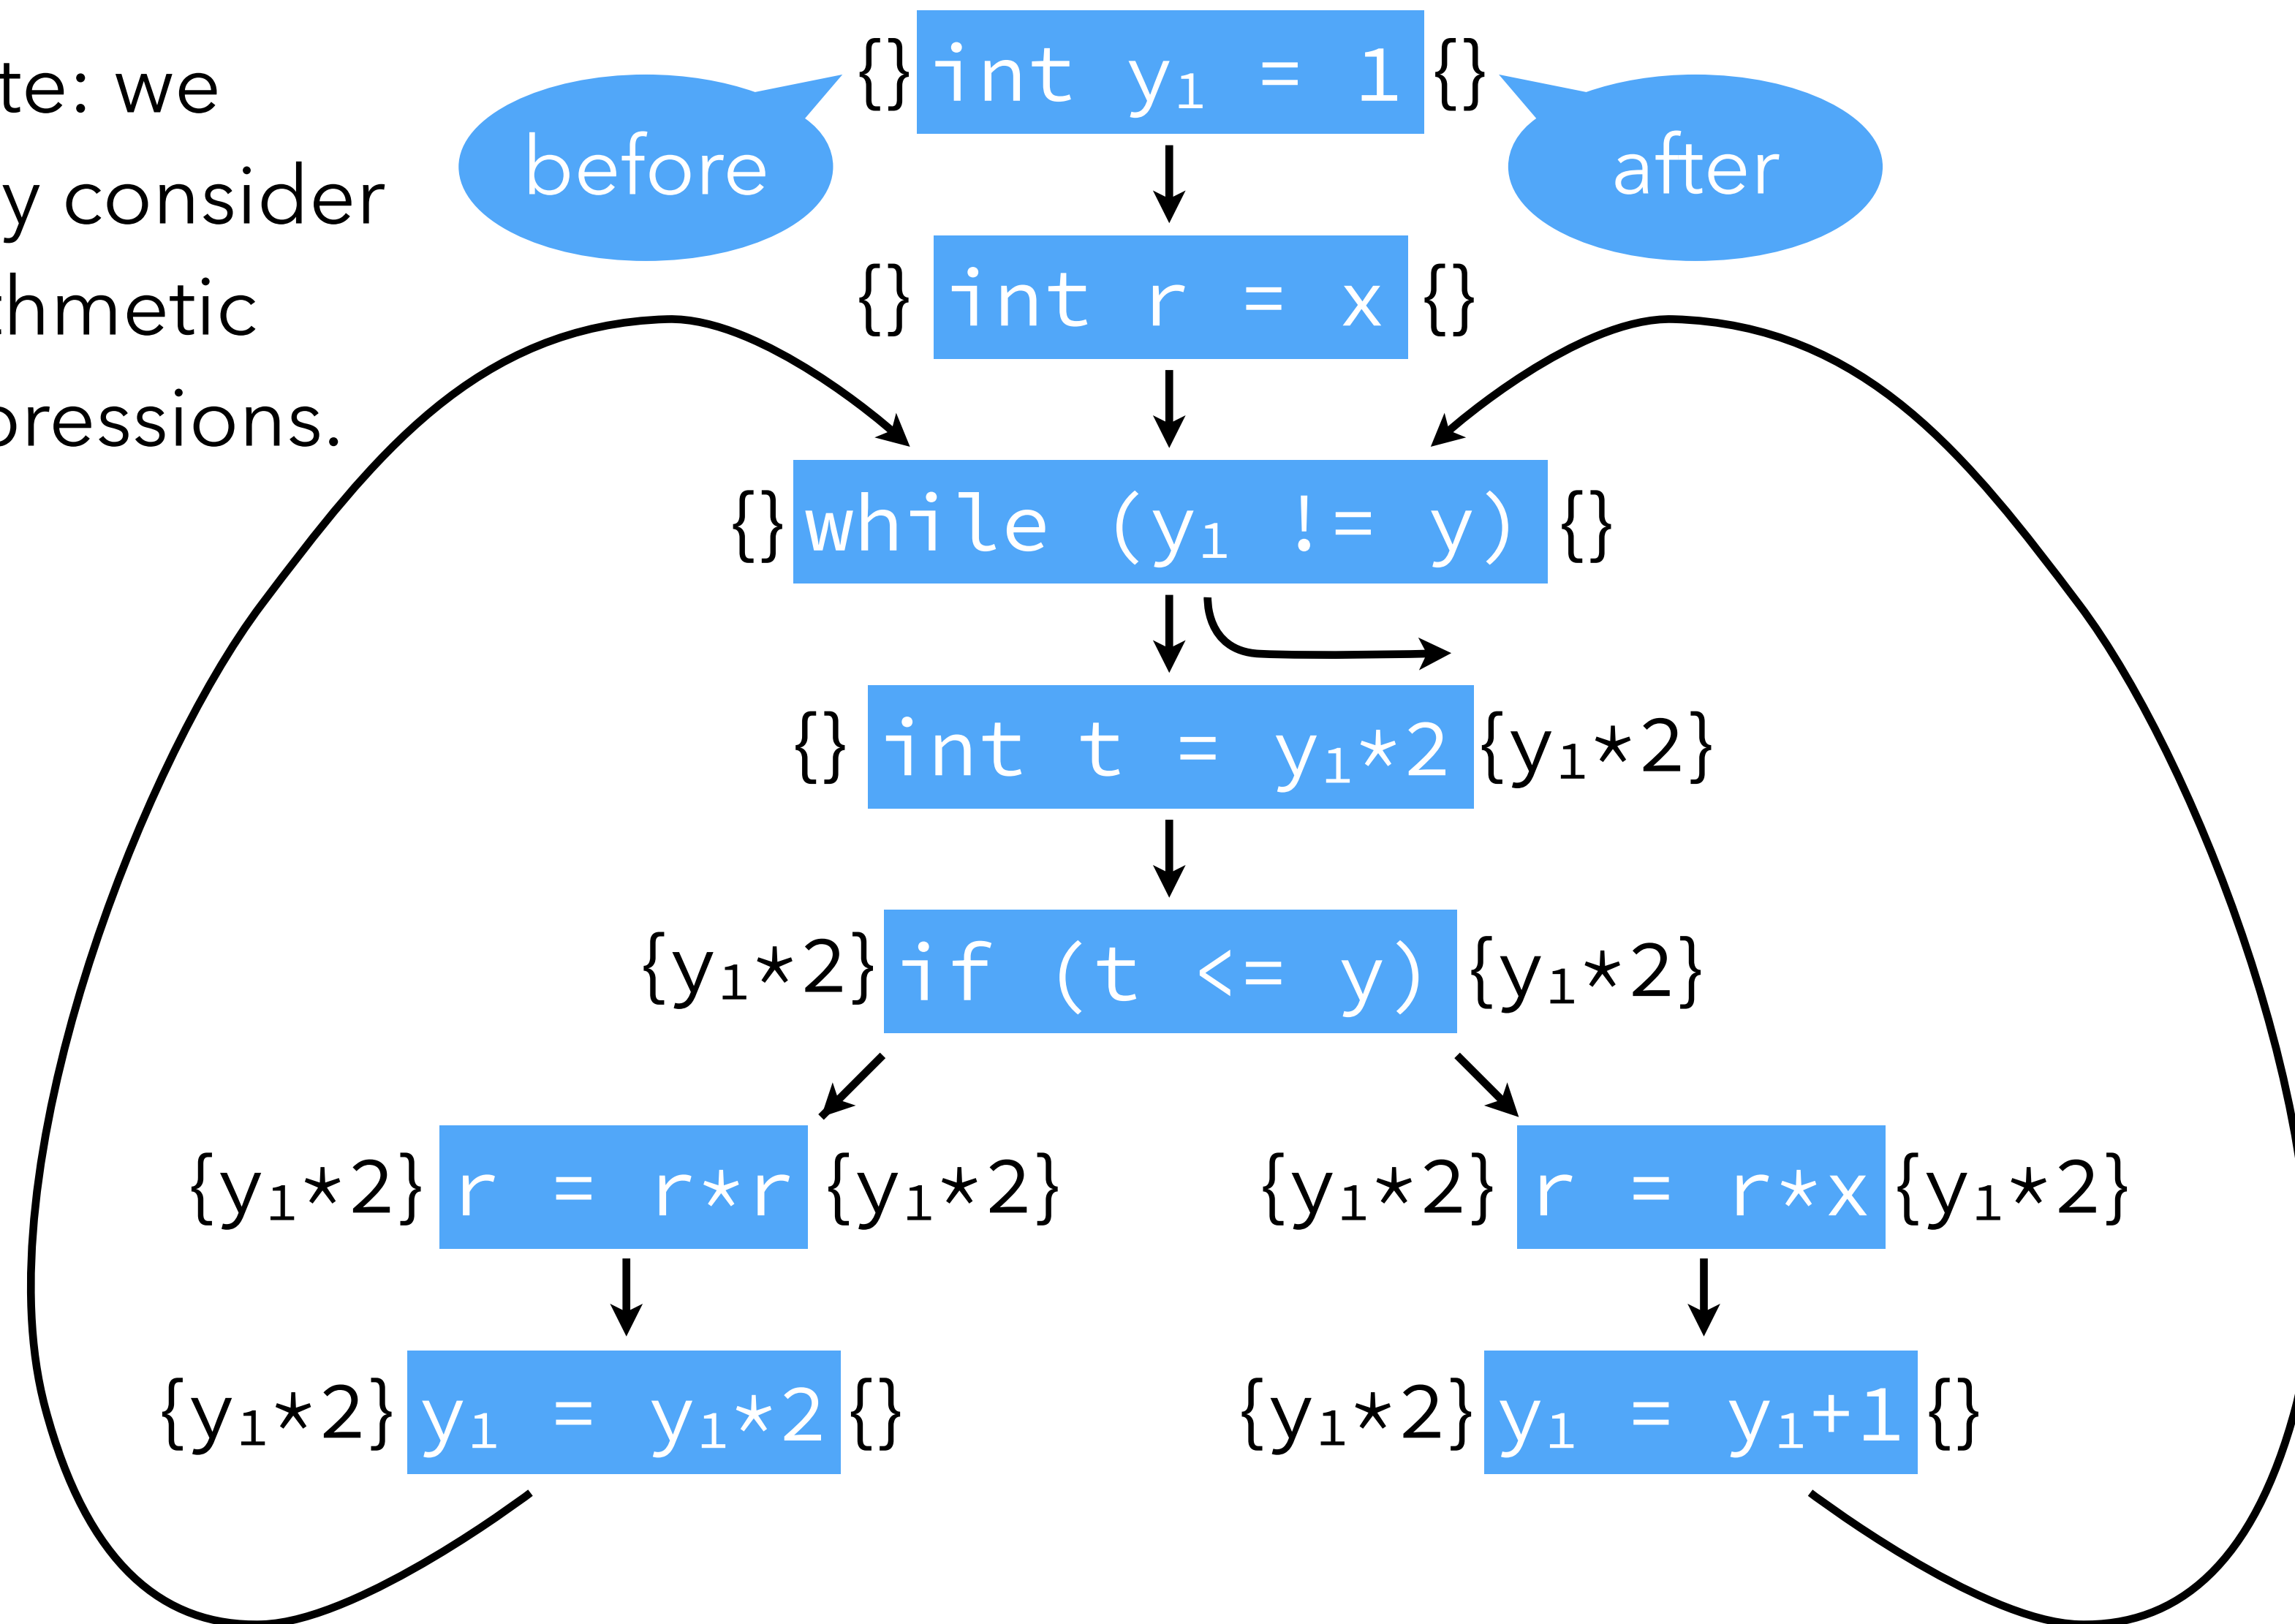 te: we
y consider
hmetic
ressions.
before
after
{} int y₁ = 1 {}
{} int r = x {}
{} while (y₁ != y) {}
{} int t = y₁*2 {y₁*2}
{y₁*2} if (t <= y) {y₁*2}
{y₁*2} r = r*r {y₁*2}
{y₁*2} r = r*x {y₁*2}
{y₁*2} y₁ = y₁*2 {}
{y₁*2} y₁ = y₁+1 {}